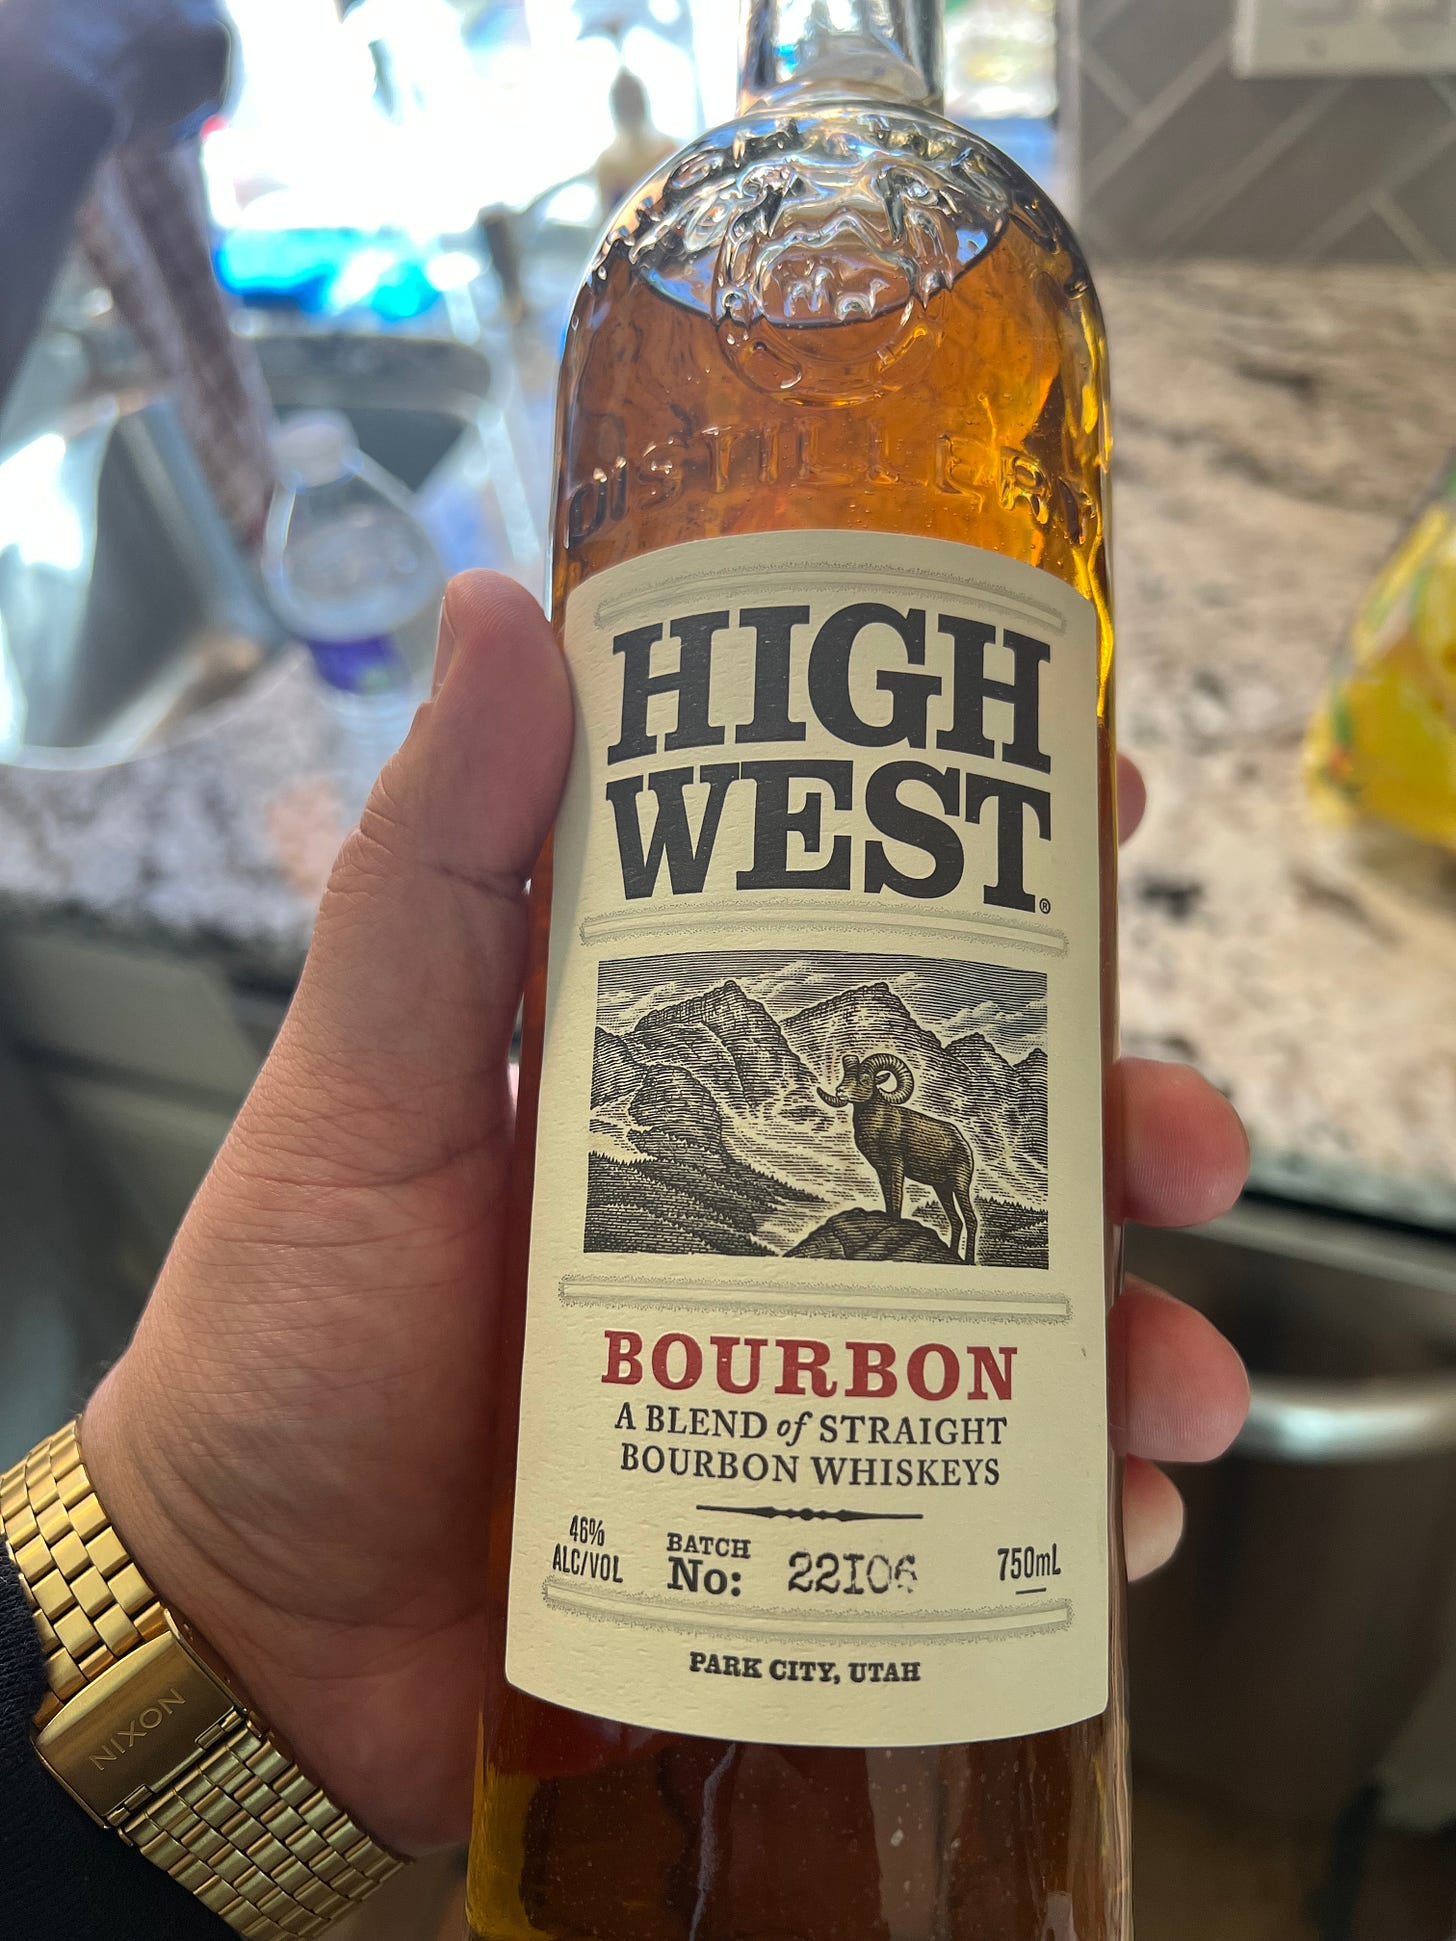 DISTILLERY
HIGH
WEST®
BOURBON
A BLEND of STRAIGHT
BOURBON WHISKEYS
46%
ALC/VOL
BATCH
No: 22I06
750mL
PARK CITY, UTAH
NIXON